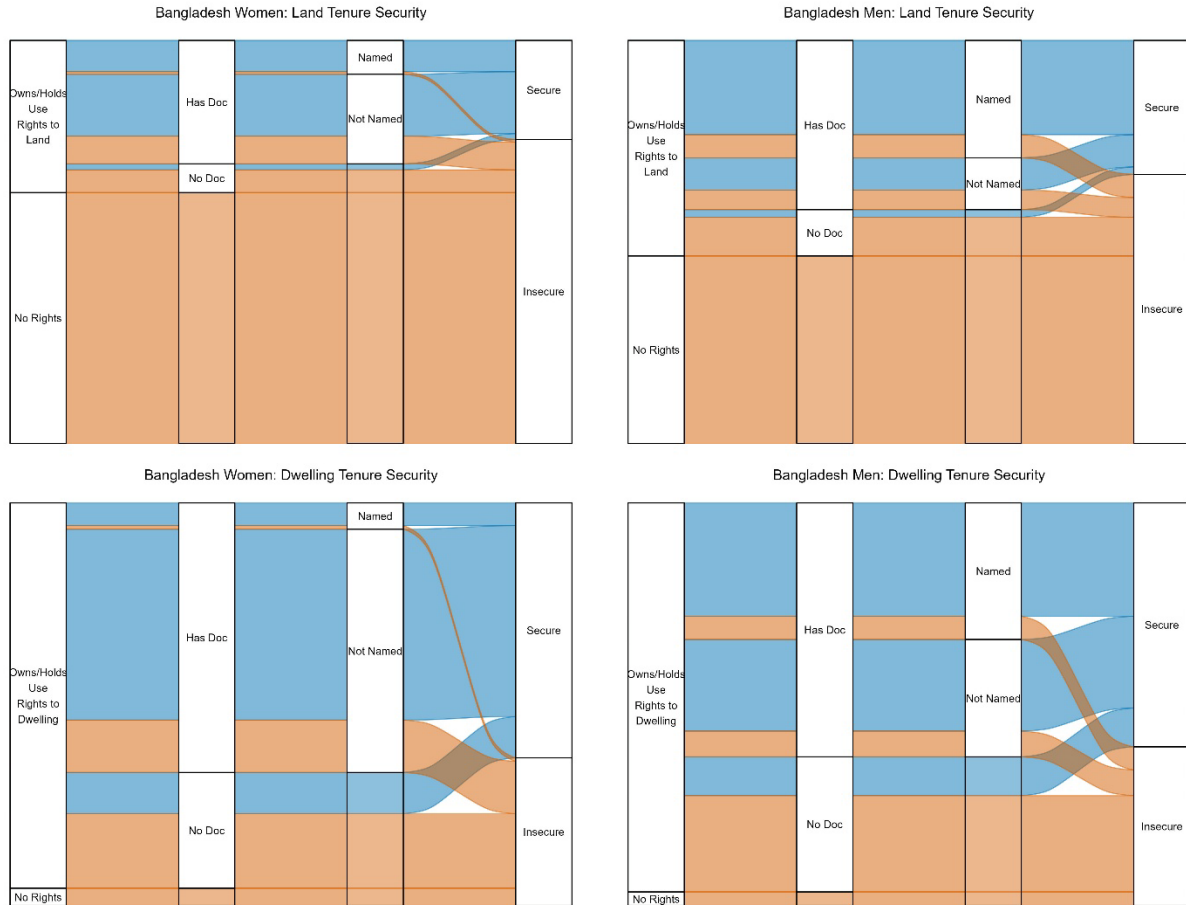 Bangladesh Women: Land Tenure Security
Owns/Holds
Use
Rights to
Land
No Rights
Has Doc
No Doc
Named
Not Named
Secure
Insecure
Bangladesh Men: Land Tenure Security
Owns/Holds
Use
Rights to
Land
No Rights
Has Doc
No Doc
Named
Not Named
Secure
Insecure
Bangladesh Women: Dwelling Tenure Security
Owns/Holds
Use
Rights to
Dwelling
No Rights
Has Doc
No Doc
Named
Not Named
Secure
Insecure
Bangladesh Men: Dwelling Tenure Security
Owns/Holds
Use
Rights to
Dwelling
No Rights
Has Doc
No Doc
Named
Not Named
Secure
Insecure